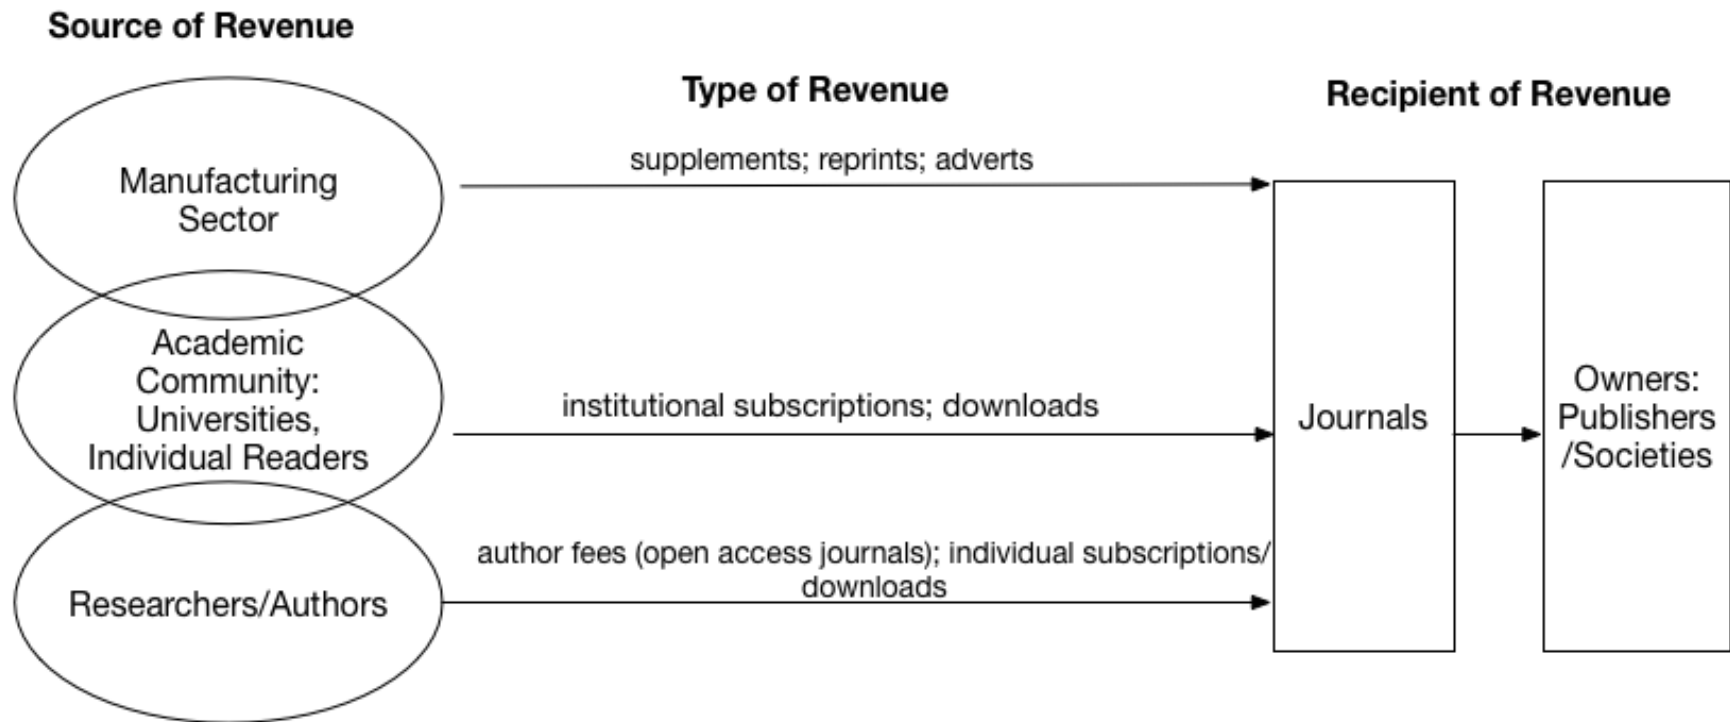 Source of Revenue
Type of Revenue
Recipient of Revenue
Manufacturing
Sector
supplements; reprints; adverts
Academic
Community:
Universities,
Individual Readers
institutional subscriptions; downloads
Journals
Owners:
Publishers
/Societies
author fees (open access journals); individual subscriptions/
downloads
Researchers/Authors